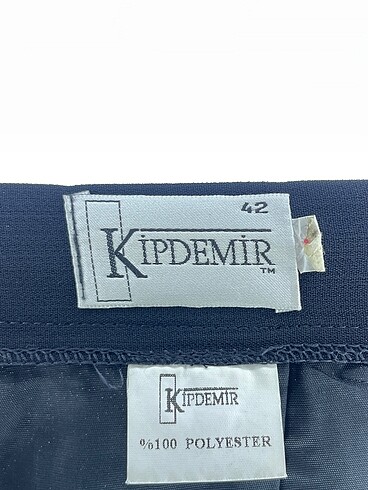 42
KİPDEMİR
TM
KİPDEMİR
%100 POLYESTER